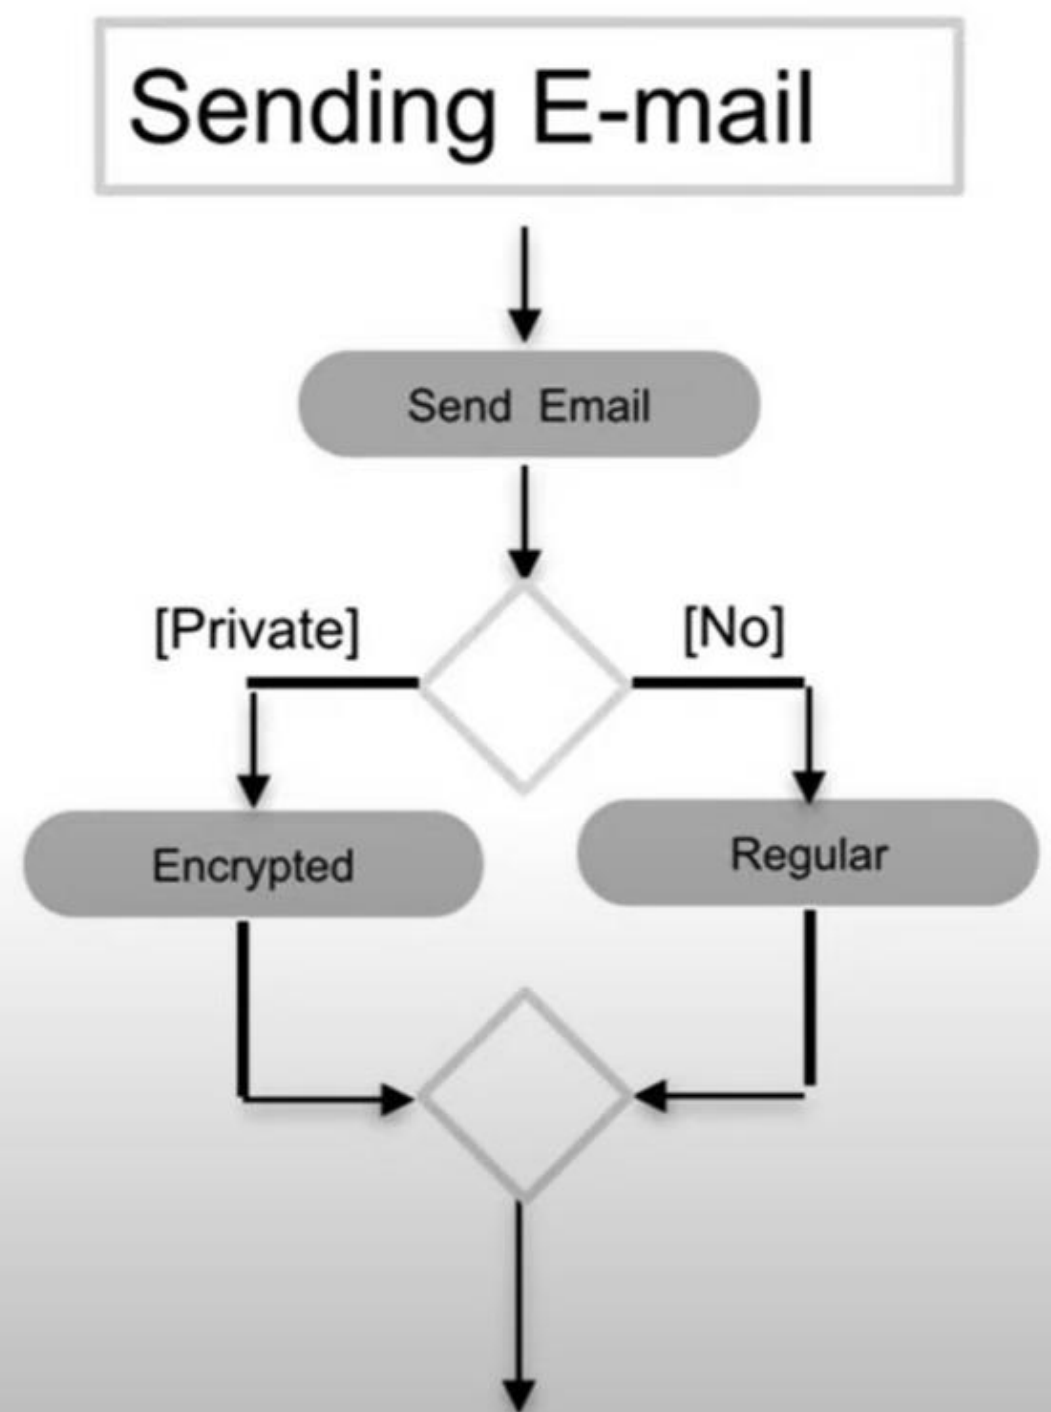 Sending E-mail
Send Email
[Private]
[No]
Encrypted
Regular